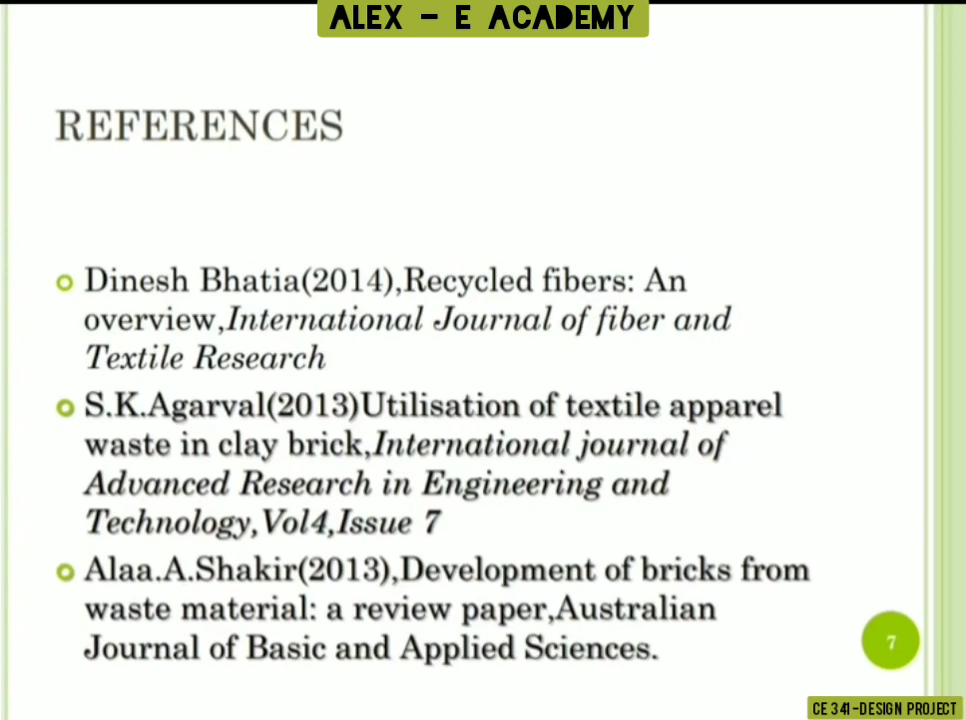 ALEX - E ACADEMY
REFERENCES
Dinesh Bhatia(2014),Recycled fibers: An
overview,International Journal of fiber and
Textile Research
S.K.Agarval(2013)Utilisation of textile apparel
waste in clay brick,International journal of
Advanced Research in Engineering and
Technology,Vol4,Issue 7
Alaa.A.Shakir(2013),Development of bricks from
waste material: a review paper,Australian
Journal of Basic and Applied Sciences.
7
CE 341-DESIGN PROJECT